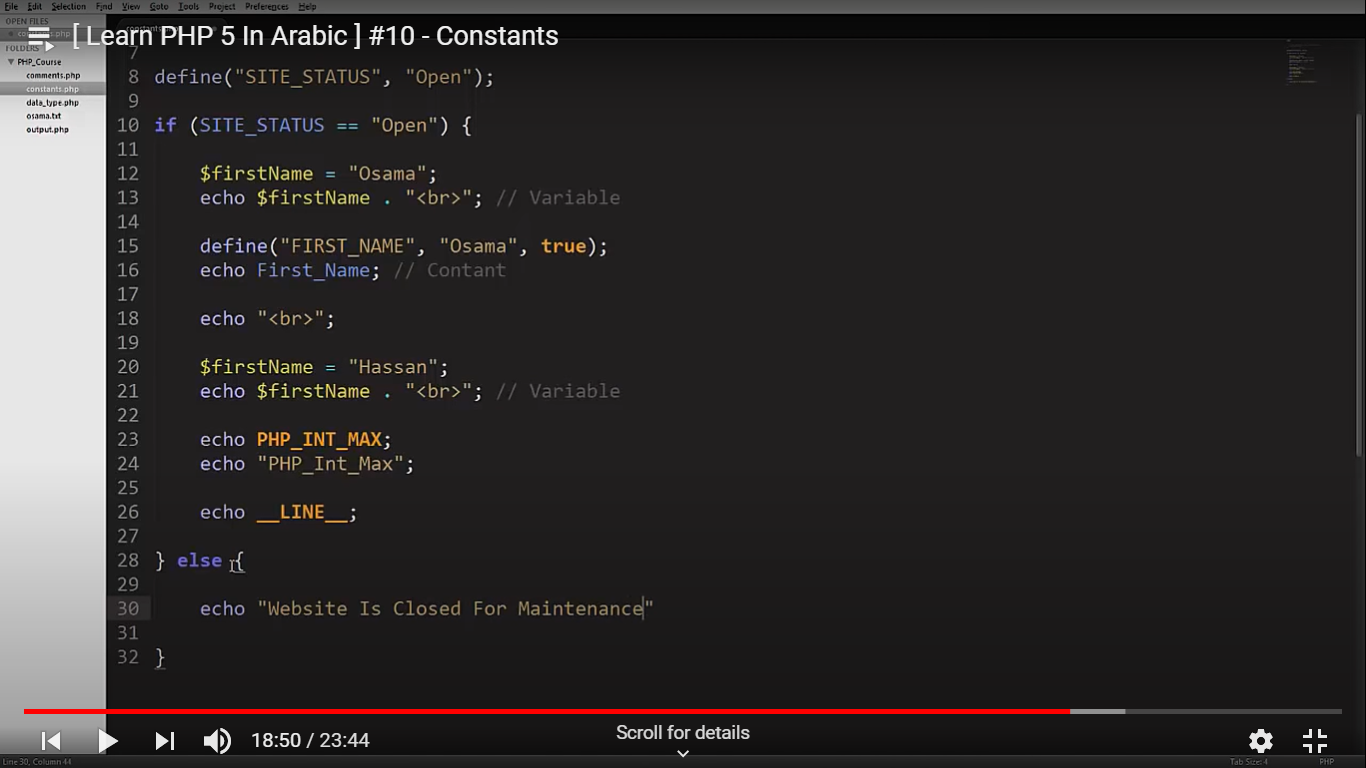 File Edit Selection Find View Goto Tools Project Preferences Help
OPEN FILES
constants.php
[ Learn PHP 5 In Arabic ] #10 - Constants
FOLDERS
PHP_Course
comments.php
constants.php
data_type.php
osama.txt
output.php
7
8 define("SITE_STATUS", "Open");
9
10 if (SITE_STATUS == "Open") {
11
12 $firstName = "Osama";
13 echo $firstName . "<br>"; // Variable
14
15 define("FIRST_NAME", "Osama", true);
16 echo First_Name; // Contant
17
18 echo "<br>";
19
20 $firstName = "Hassan";
21 echo $firstName . "<br>"; // Variable
22
23 echo PHP_INT_MAX;
24 echo "PHP_Int_Max";
25
26 echo __LINE__;
27
28 } else {
29
30 echo "Website Is Closed For Maintenance"
31
32 }
18:50 / 23:44
Scroll for details
Line 30, Column 44
Tab Size: 4
PHP